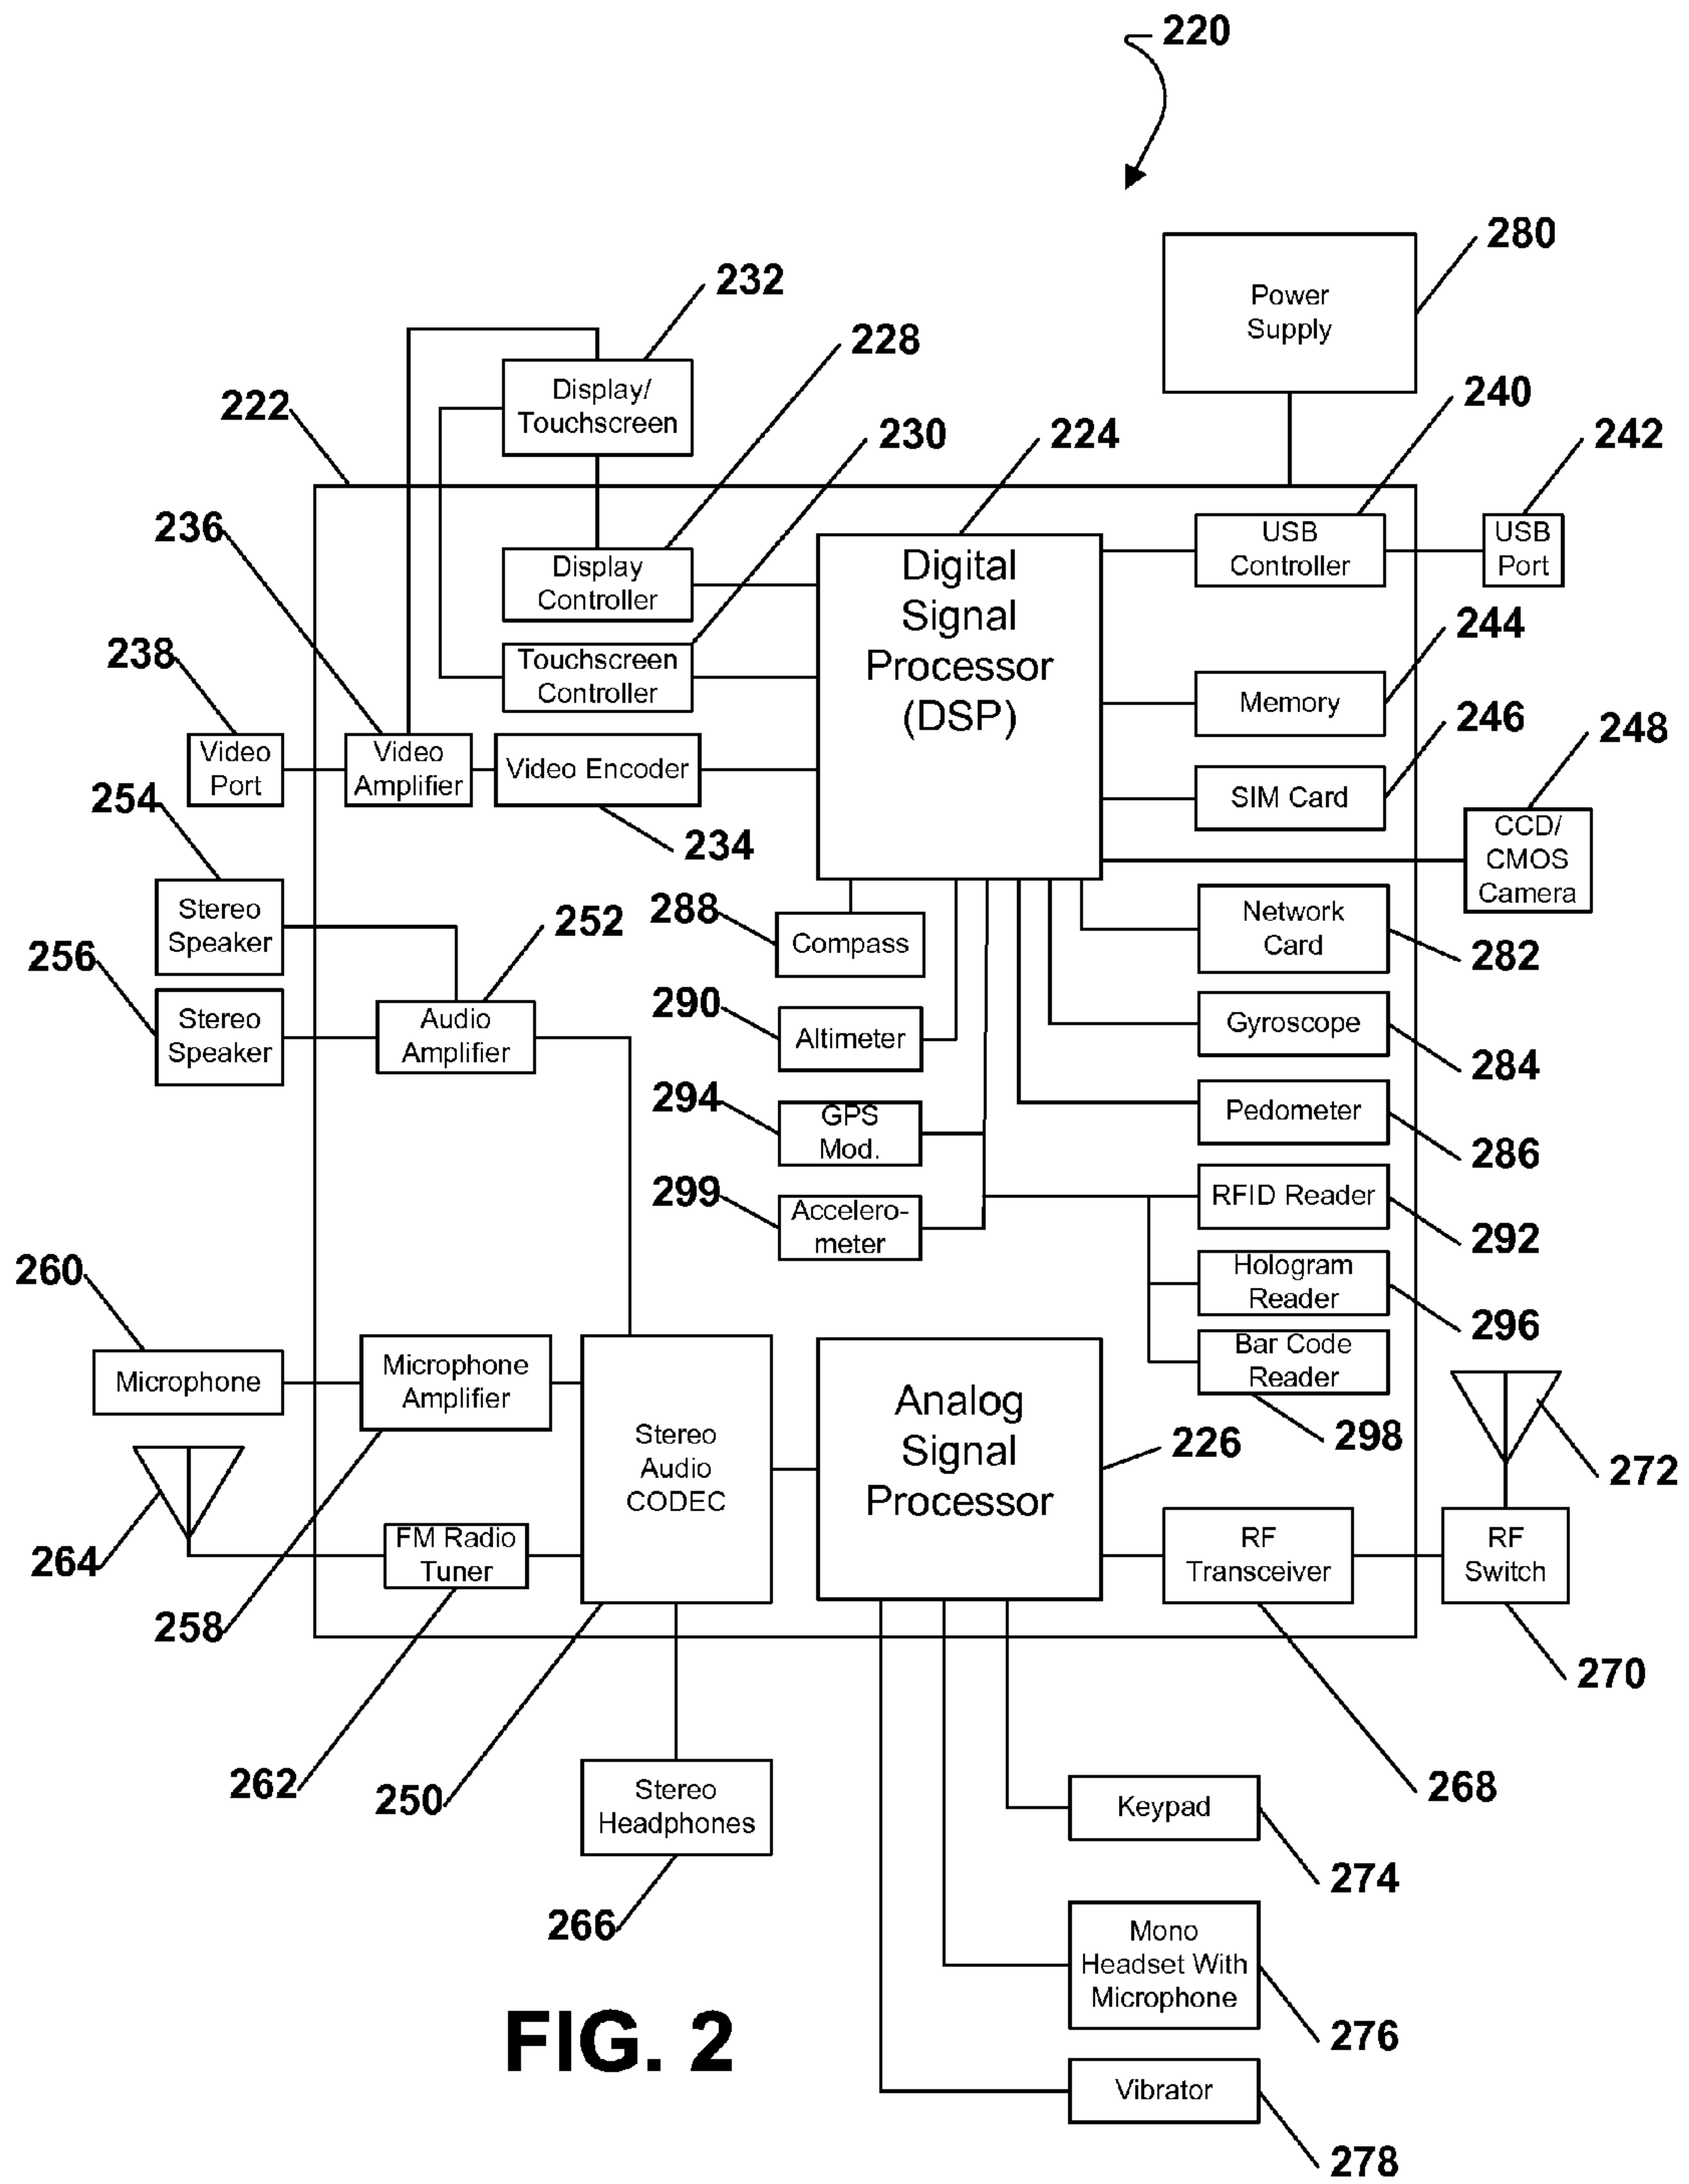 220
280
Power
Supply
232
228
Display/
Touchscreen
222
230
224
240
242
236
Display
Controller
Digital
Signal
Processor
(DSP)
USB
Controller
USB
Port
238
Touchscreen
Controller
244
Memory
246
248
Video
Port
Video
Amplifier
Video Encoder
SIM Card
254
234
CCD/
CMOS
Camera
Stereo
Speaker
252
288
Compass
Network
Card
282
256
Stereo
Speaker
Audio
Amplifier
290
Altimeter
Gyroscope
284
294
GPS
Mod.
Pedometer
286
299
Accelero-
meter
RFID Reader
292
260
Hologram
Reader
296
Microphone
Microphone
Amplifier
Bar Code
Reader
298
Stereo
Audio
CODEC
Analog
Signal
Processor
226
272
264
FM Radio
Tuner
RF
Transceiver
RF
Switch
258
270
262
250
Stereo
Headphones
268
Keypad
274
266
Mono
Headset With
Microphone
276
FIG. 2
Vibrator
278